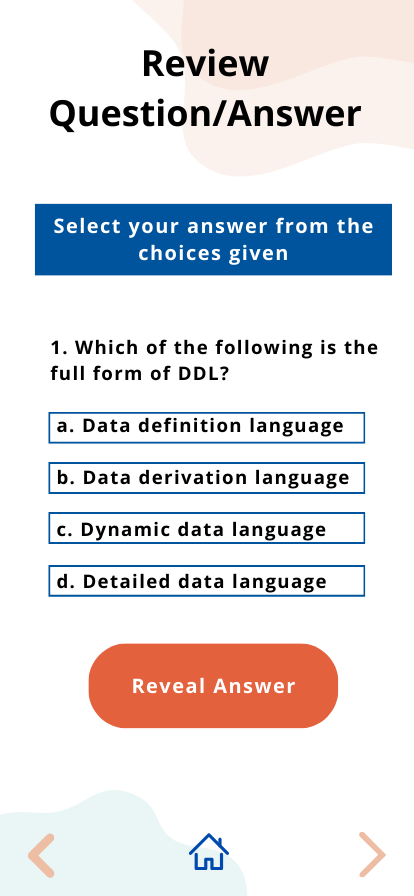 Review
Question/Answer
Select your answer from the
choices given
1. Which of the following is the
full form of DDL?
a. Data definition language
b. Data derivation language
c. Dynamic data language
d. Detailed data language
Reveal Answer